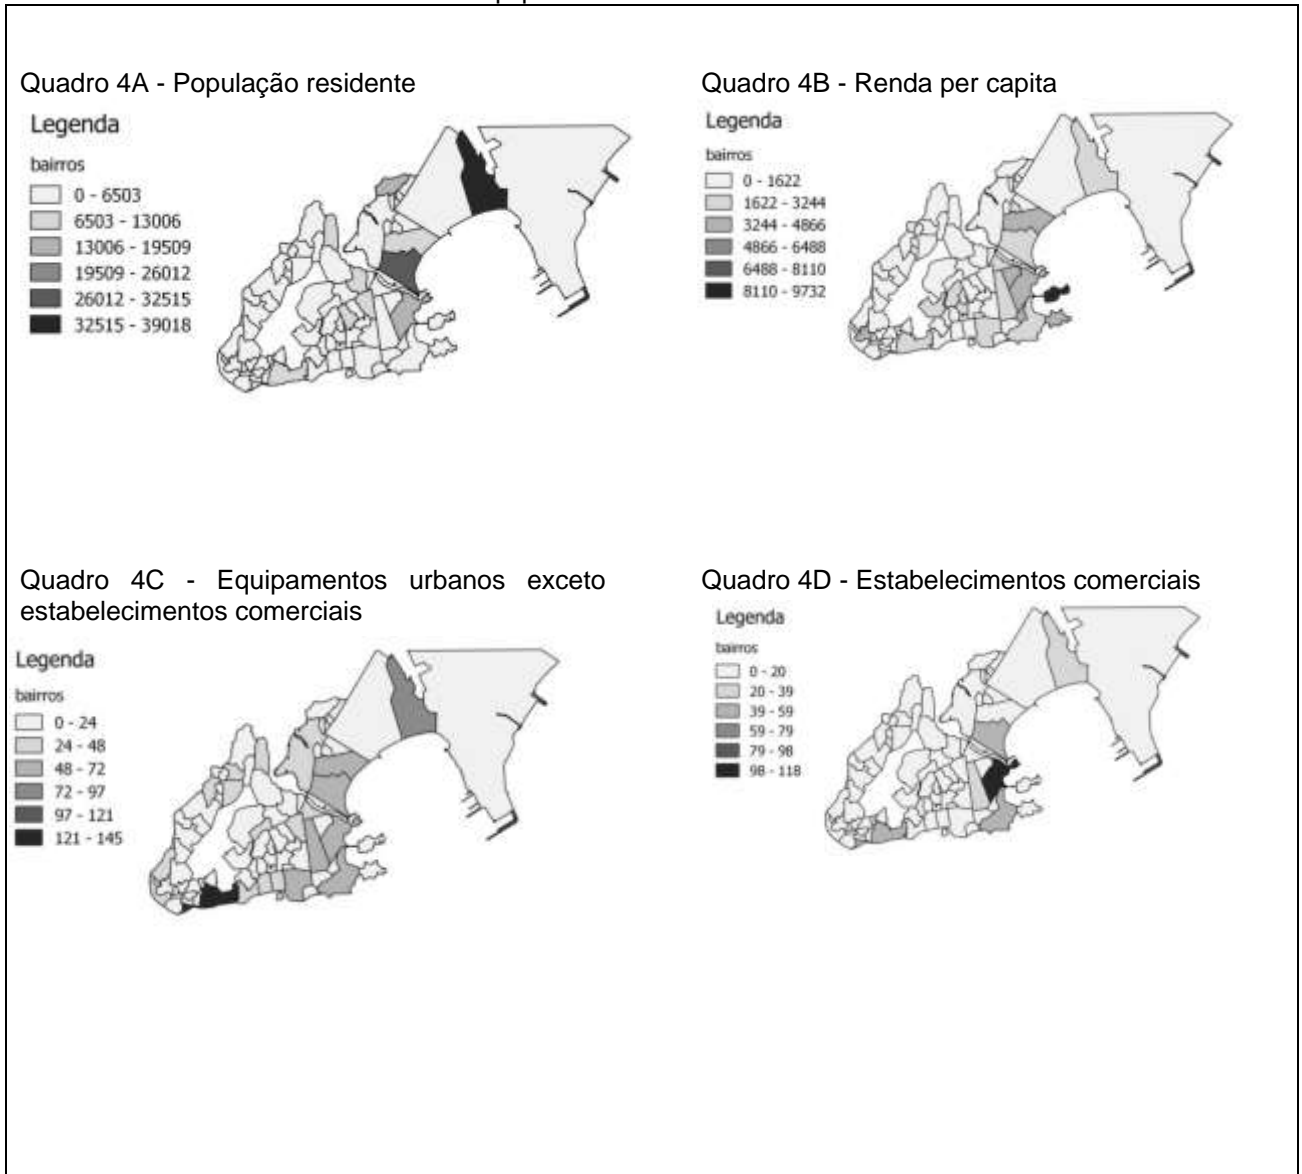 Quadro 4A - População residente
Legenda
bairros
0 - 6503
6503 - 13006
13006 - 19509
19509 - 26012
26012 - 32515
32515 - 39018
Quadro 4B - Renda per capita
Legenda
bairros
0 - 1622
1622 - 3244
3244 - 4866
4866 - 6488
6488 - 8110
8110 - 9732
Quadro 4C - Equipamentos urbanos exceto
estabelecimentos comerciais
Legenda
bairros
0 - 24
24 - 48
48 - 72
72 - 97
97 - 121
121 - 145
Quadro 4D - Estabelecimentos comerciais
Legenda
bairros
0 - 20
20 - 39
39 - 59
59 - 79
79 - 98
98 - 118